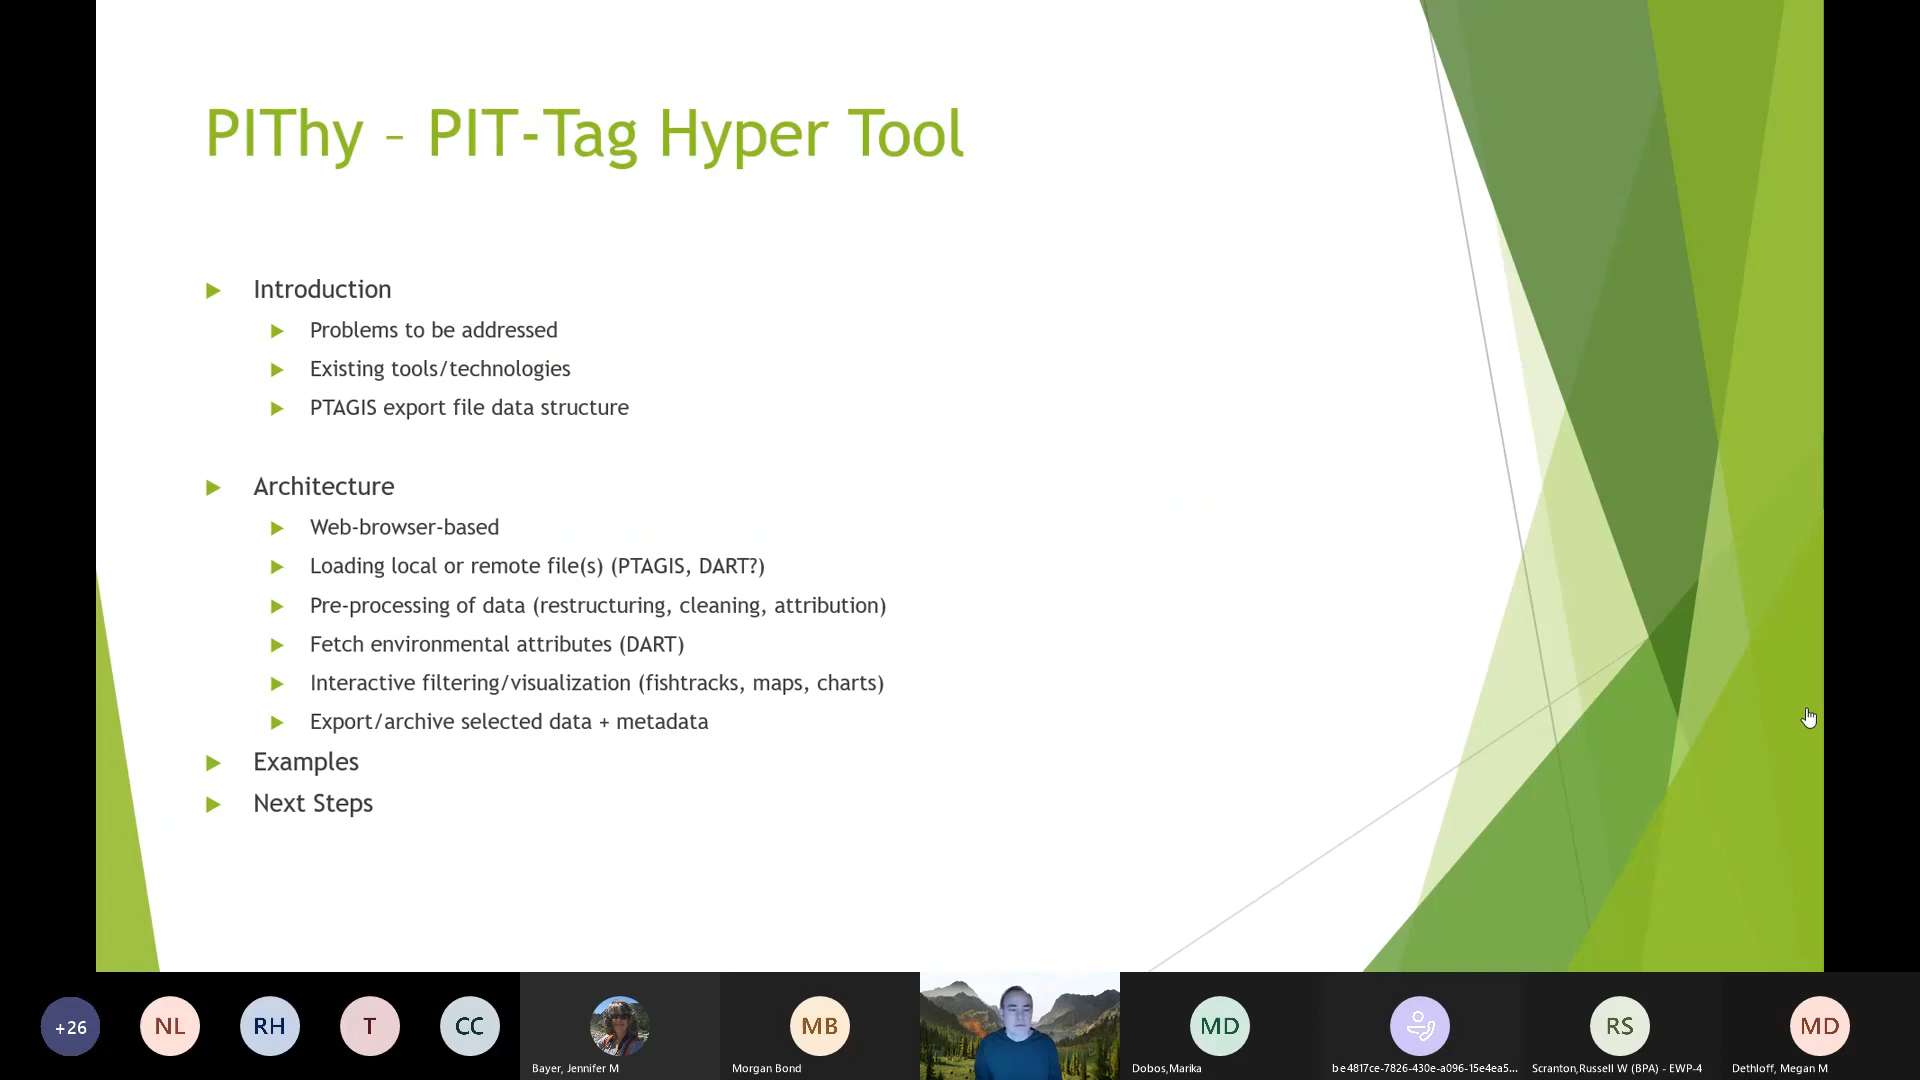 PIThy – PIT-Tag Hyper Tool
Introduction
Problems to be addressed
Existing tools/technologies
PTAGIS export file data structure
Architecture
Web-browser-based
Loading local or remote file(s) (PTAGIS, DART?)
Pre-processing of data (restructuring, cleaning, attribution)
Fetch environmental attributes (DART)
Interactive filtering/visualization (fishtracks, maps, charts)
Export/archive selected data + metadata
Examples
Next Steps
+26
NL
RH
T
CC
MB
MD
RS
MD
Bayer, Jennifer M
Morgan Bond
Dobos,Marika
be4817ce-7826-430e-a096-15e4ea5...
Scranton,Russell W (BPA) - EWP-4
Dethloff, Megan M